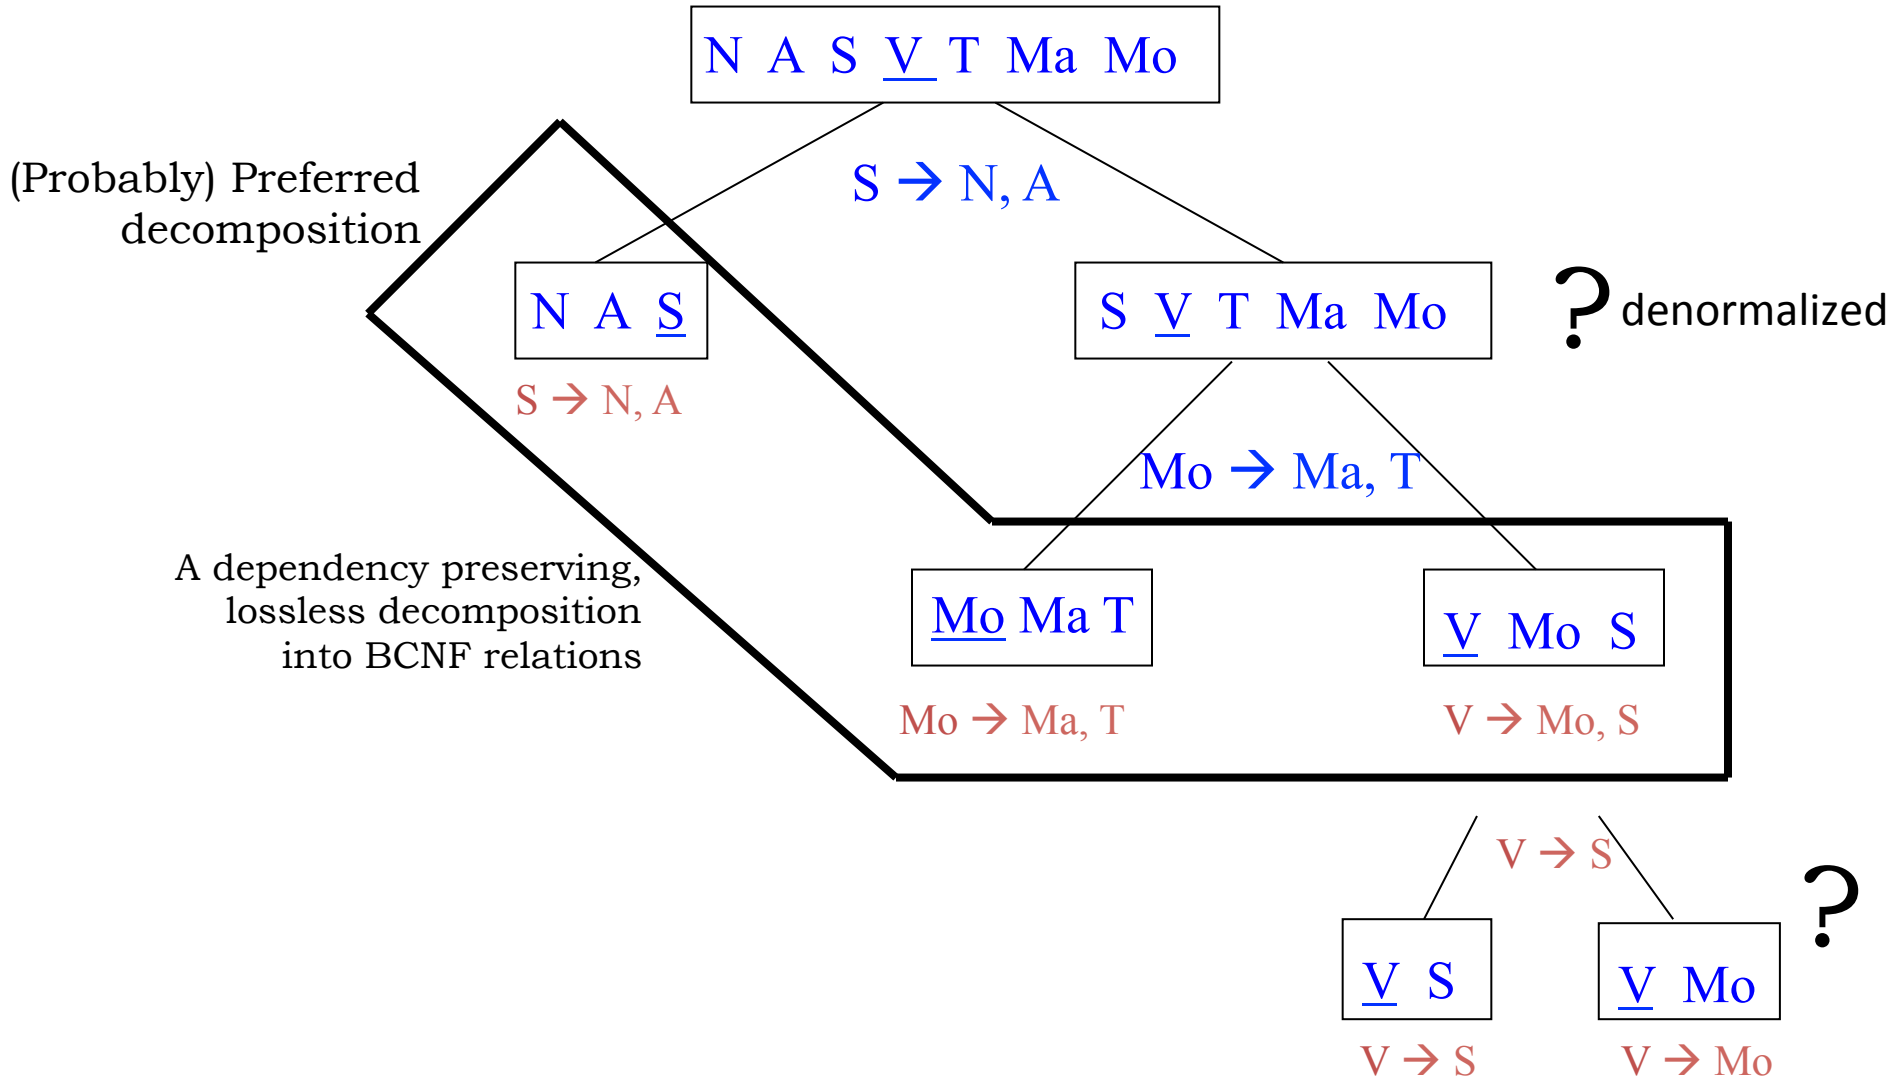 N A S V T Ma Mo
(Probably) Preferred
decomposition
S → N, A
N A S
S V T Ma Mo
? denormalized
S → N, A
Mo → Ma, T
A dependency preserving,
lossless decomposition
into BCNF relations
Mo Ma T
V Mo S
Mo → Ma, T
V → Mo, S
V → S
?
V S
V Mo
V → S
V → Mo